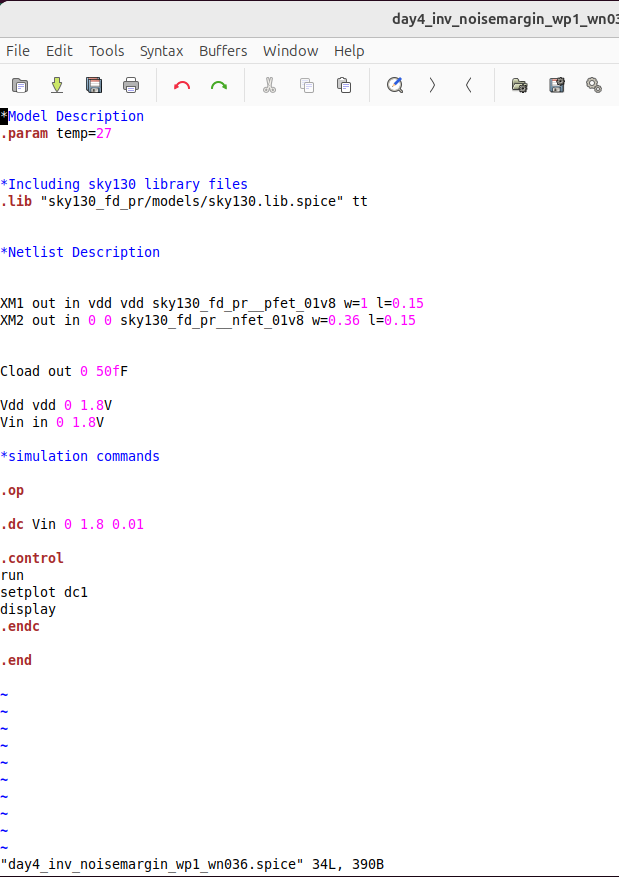 day4_inv_noisemargin_wp1_wn03
File Edit Tools Syntax Buffers Window Help
*Model Description
.param temp=27
*Including sky130 library files
.lib "sky130_fd_pr/models/sky130.lib.spice" tt
*Netlist Description
XM1 out in vdd vdd sky130_fd_pr__pfet_01v8 w=1 l=0.15
XM2 out in 0 0 sky130_fd_pr__nfet_01v8 w=0.36 l=0.15
Cload out 0 50fF
Vdd vdd 0 1.8V
Vin in 0 1.8V
*simulation commands
.op
.dc Vin 0 1.8 0.01
.control
run
setplot dc1
display
.endc
.end
~
~
~
~
~
~
~
~
~
~
"day4_inv_noisemargin_wp1_wn036.spice" 34L, 390B